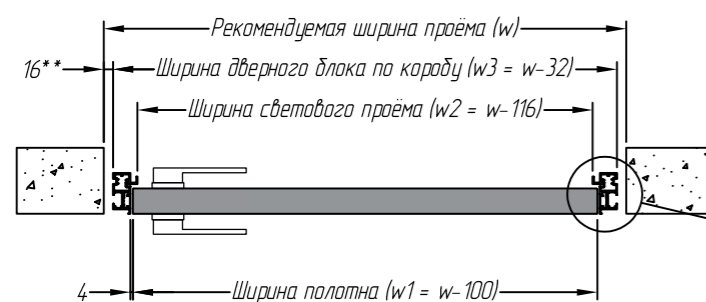 Рекомендуемая ширина проёма (w)
16**
Ширина дверного блока по коробу (w3 = w-32)
Ширина светового проёма (w2 = w-116)
4
Ширина полотна (w1 = w-100)